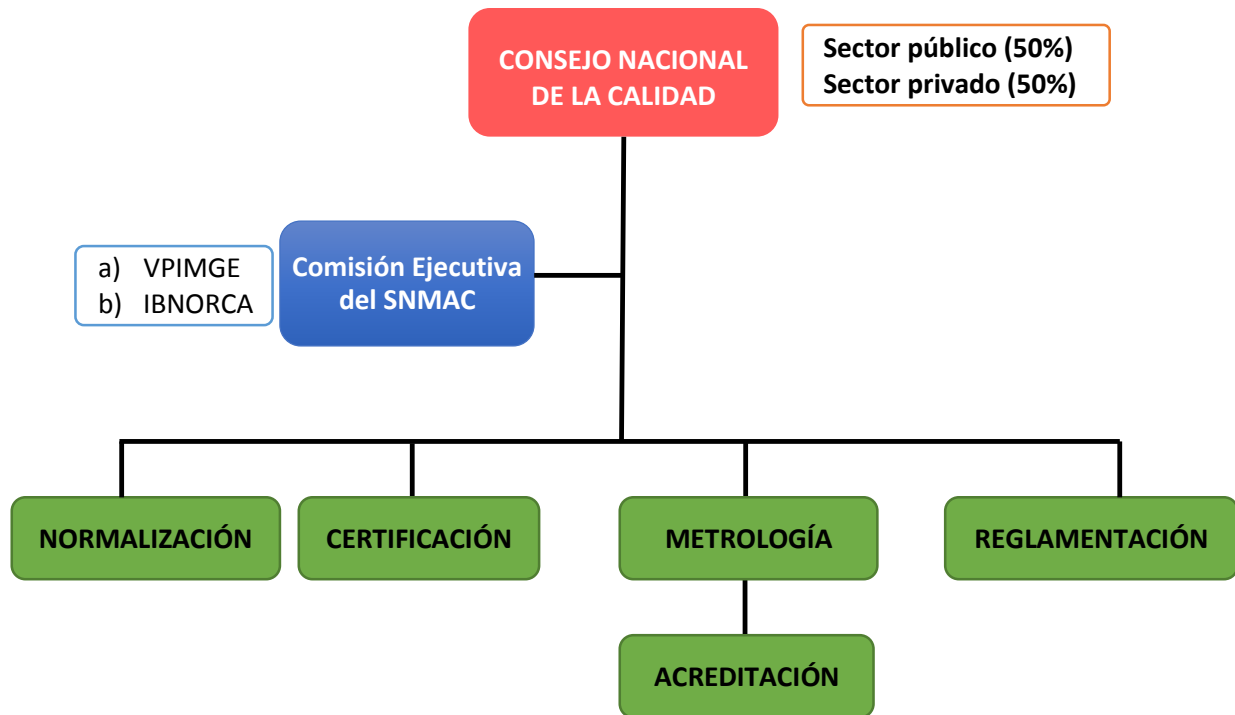 CONSEJO NACIONAL
DE LA CALIDAD
Sector público (50%)
Sector privado (50%)
a) VPIMGE
b) IBNORCA
Comisión Ejecutiva
del SNMAC
NORMALIZACIÓN
CERTIFICACIÓN
METROLOGÍA
REGLAMENTACIÓN
ACREDITACIÓN